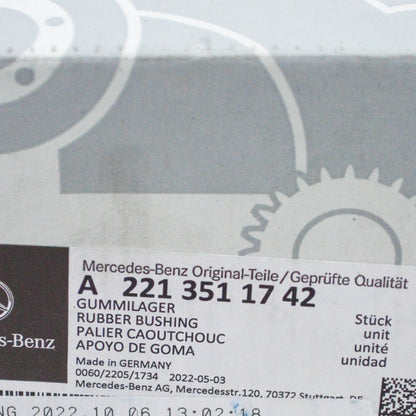 Mercedes-Benz Original-Teile/Geprüfte Qualität
A 221 351 17 42
GUMMILAGER
RUBBER BUSHING
PALIER CAOUTCHOUC
APOYO DE GOMA
Stück
unit
unité
unidad
s-Benz
Made in GERMANY
0060/2205/1734 2022-05-03
Mercedes-Benz AG, Mercedesstr.120, 70372 Stuttgart, DE
NG 2022.10.06 13:02:18